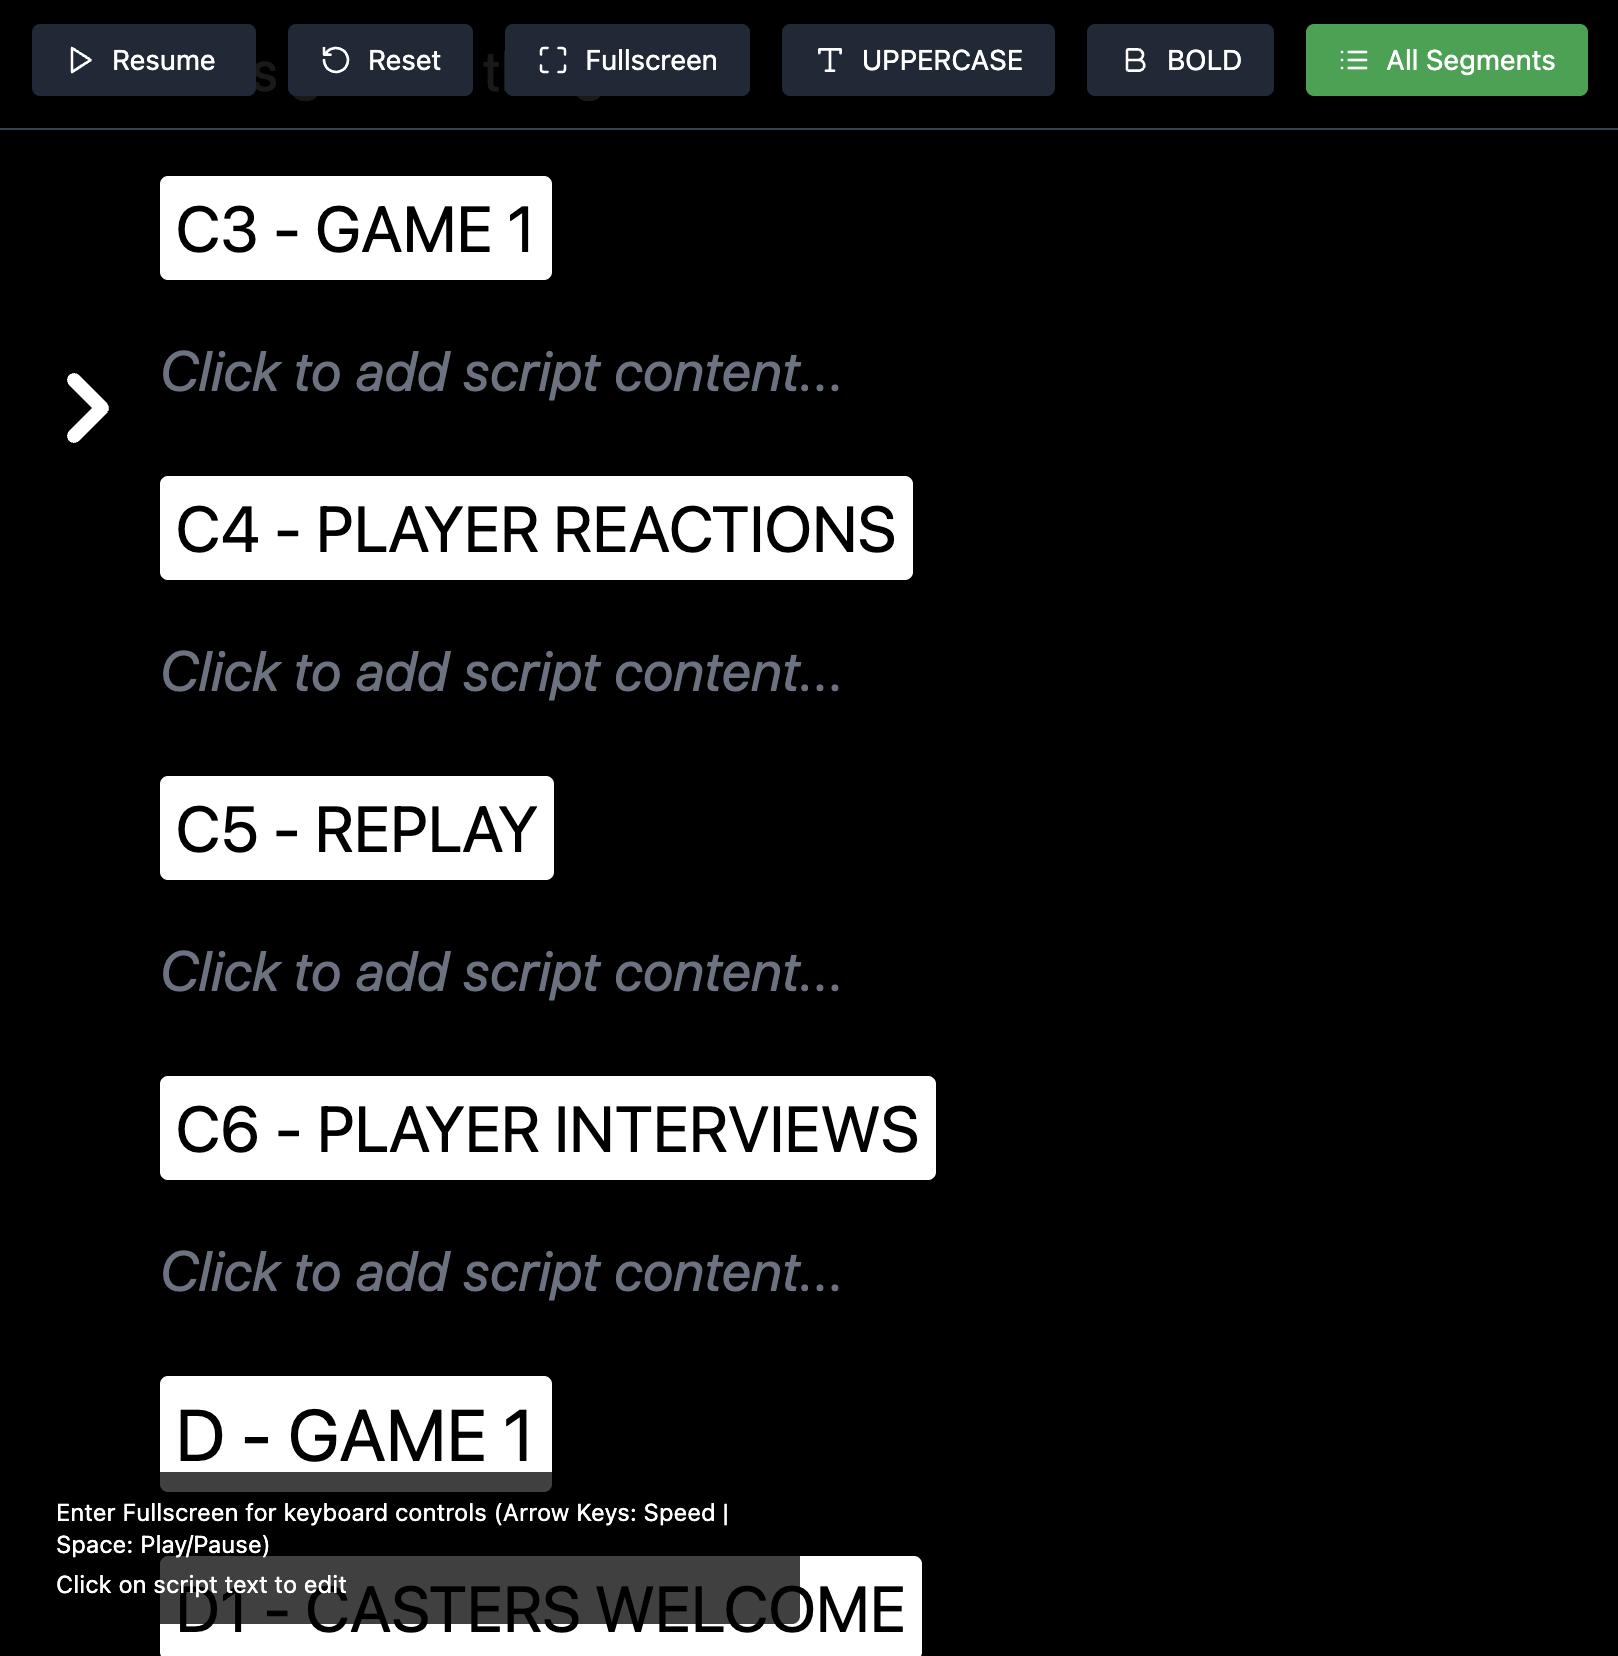 Resume
Reset
Fullscreen
UPPERCASE
BOLD
All Segments
C3 - GAME 1
Click to add script content...
C4 - PLAYER REACTIONS
Click to add script content...
C5 - REPLAY
Click to add script content...
C6 - PLAYER INTERVIEWS
Click to add script content...
D - GAME 1
Enter Fullscreen for keyboard controls (Arrow Keys: Speed |
Space: Play/Pause)
Click on script text to edit
D1 - CASTERS WELCOME